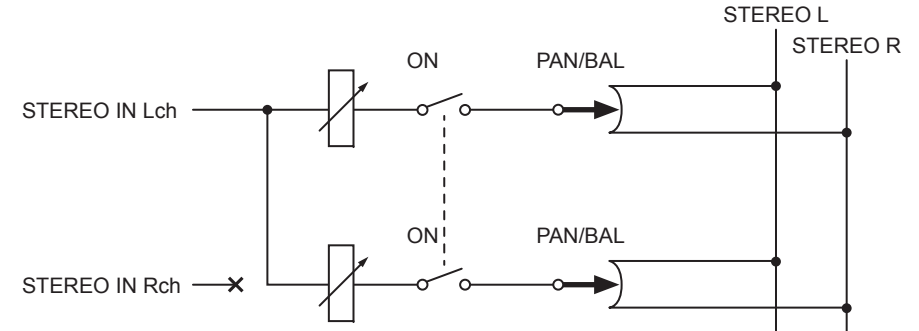 STEREO L
STEREO R
ON
PAN/BAL
STEREO IN Lch
ON
PAN/BAL
STEREO IN Rch